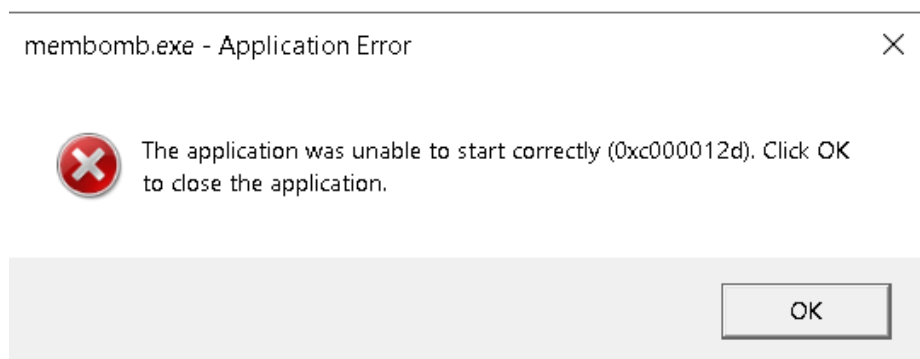 membomb.exe - Application Error
The application was unable to start correctly (0xc000012d). Click OK
to close the application.
OK